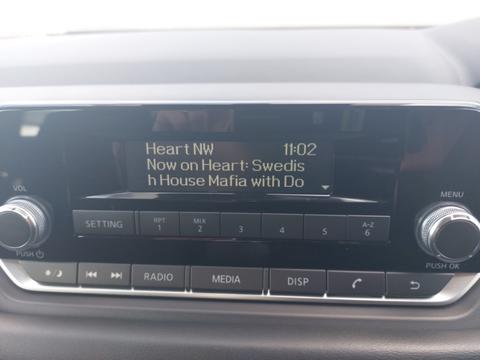 Heart NW 11:02
Now on Heart: Swedis
h House Mafia with Do
VOL
MENU
SETTING RPT 1 MIX 2 3 4 5 A-Z 6
PUSH
PUSH OK
RADIO MEDIA DISP